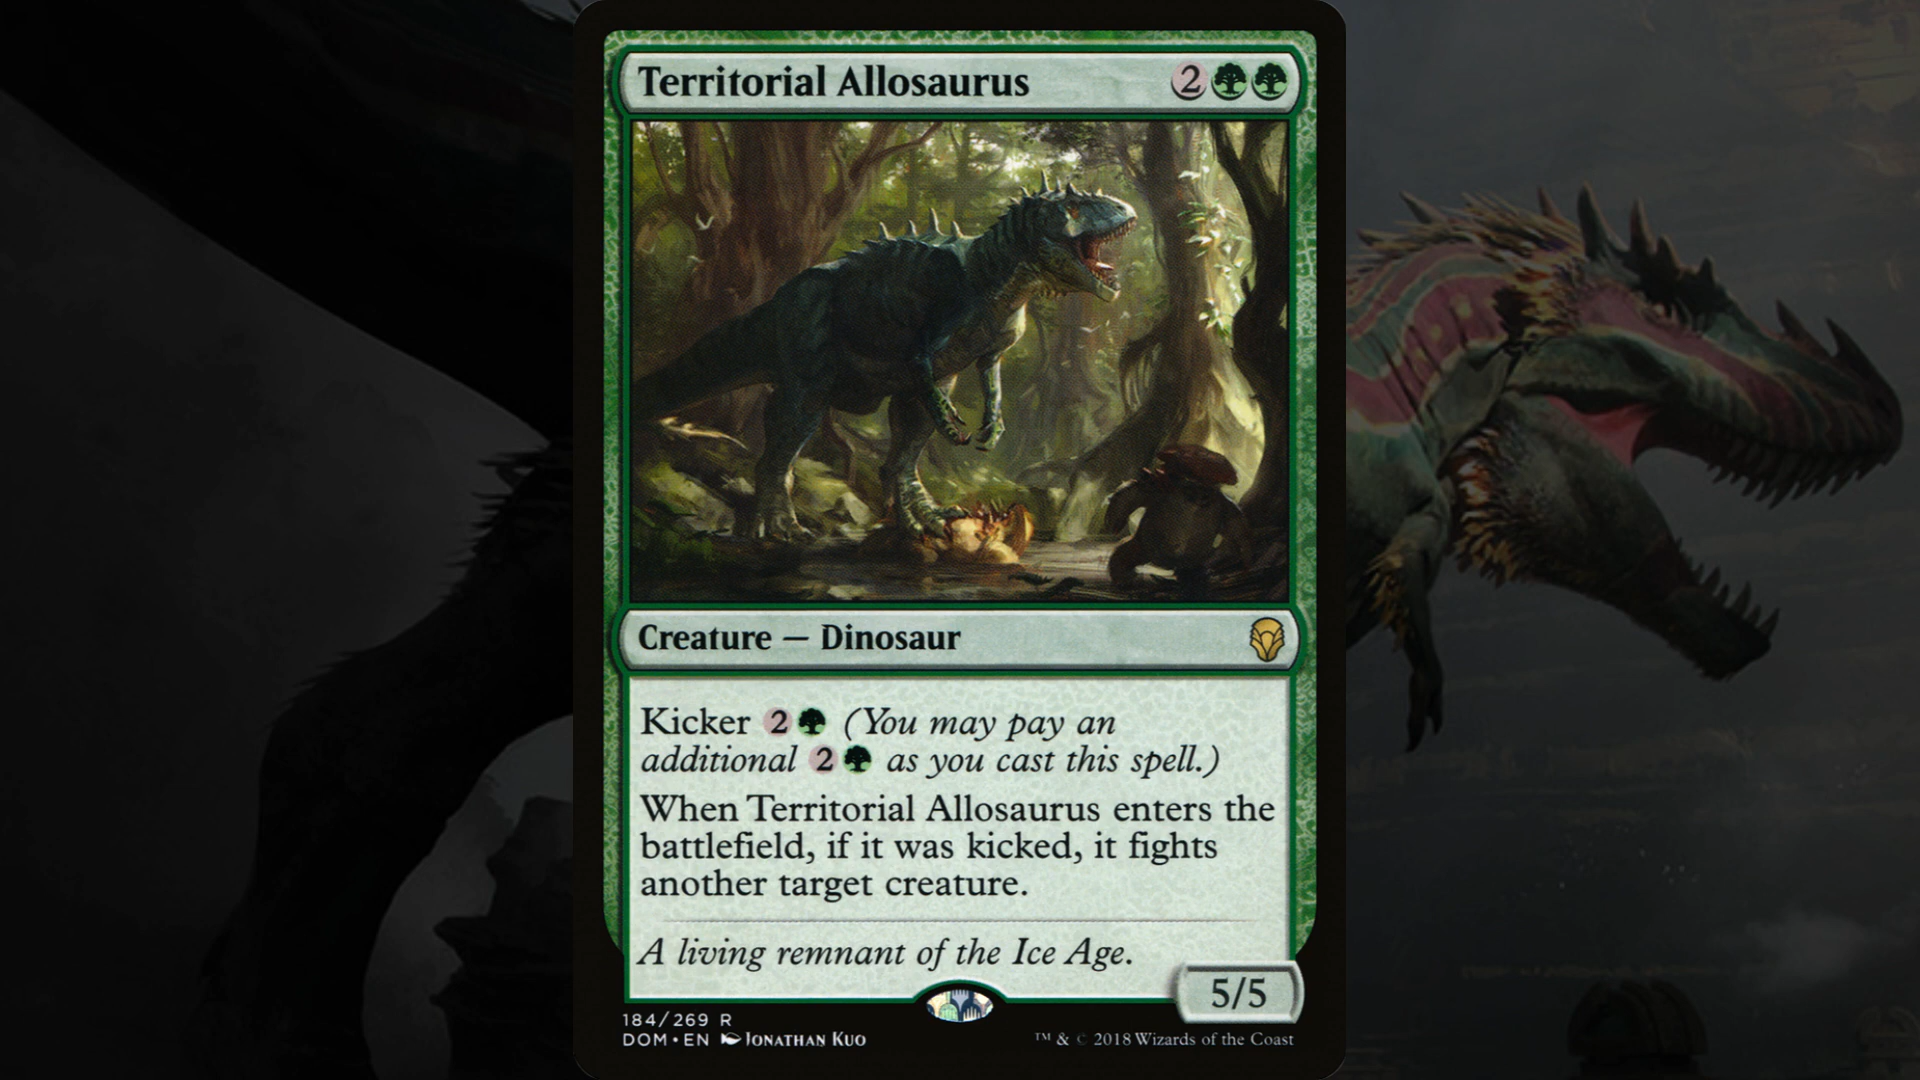 Territorial Allosaurus 2
Creature — Dinosaur
Kicker 2 (You may pay an
additional 2 as you cast this spell.)
When Territorial Allosaurus enters the
battlefield, if it was kicked, it fights
another target creature.
A living remnant of the Ice Age.
5/5
184/269 R
DOM • EN Jonathan Kuo
™ & © 2018 Wizards of the Coast